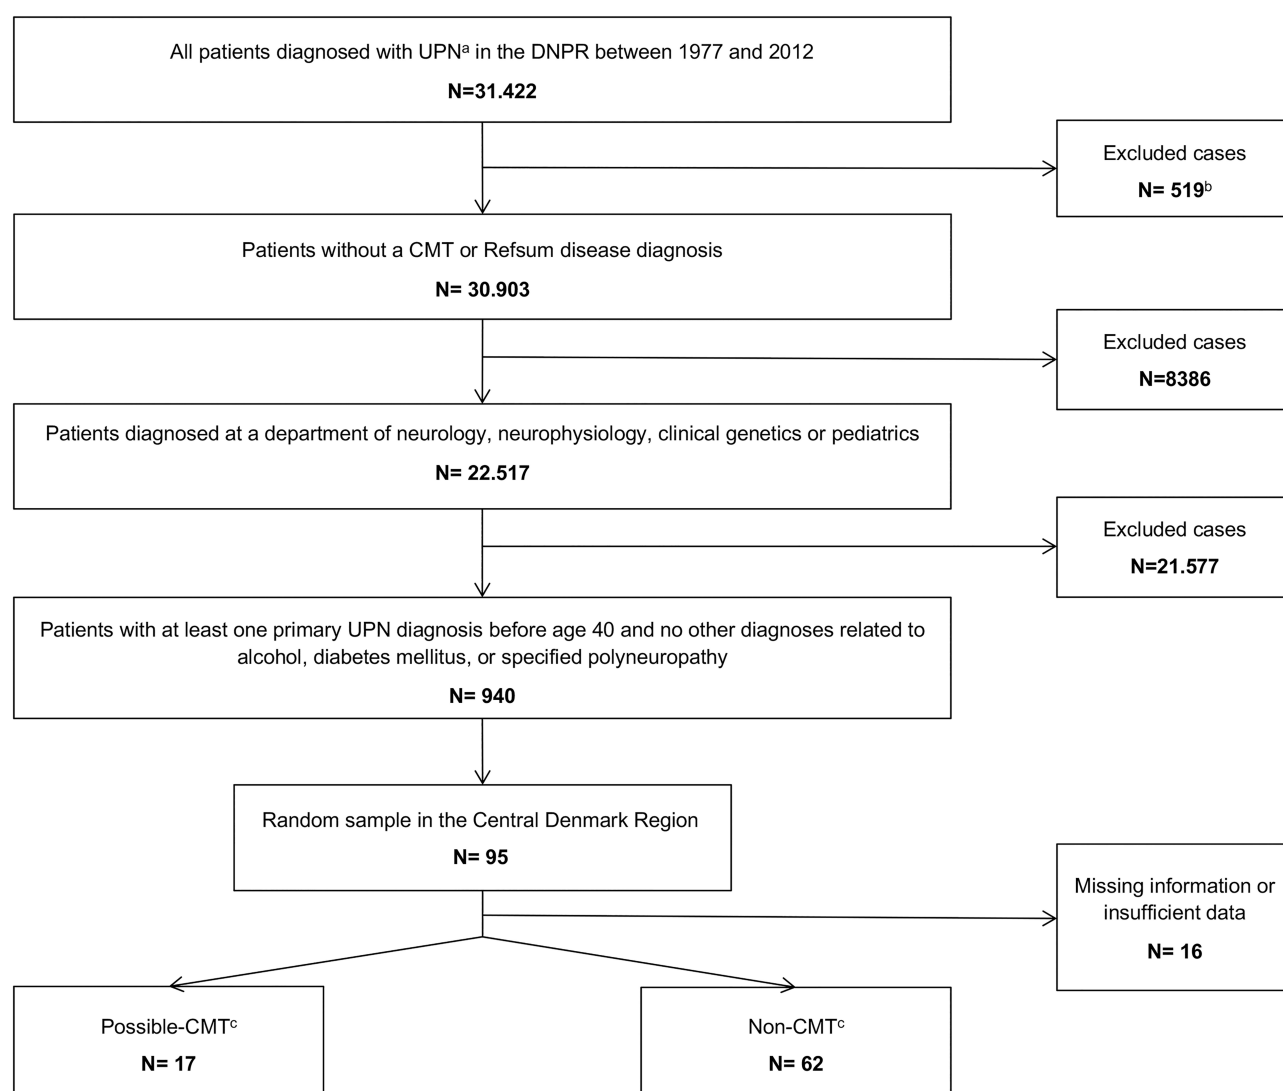 All patients diagnosed with UPNᵃ in the DNPR between 1977 and 2012
N=31.422
Excluded cases
N= 519ᵇ
Patients without a CMT or Refsum disease diagnosis
N= 30.903
Excluded cases
N=8386
Patients diagnosed at a department of neurology, neurophysiology, clinical genetics or pediatrics
N= 22.517
Excluded cases
N=21.577
Patients with at least one primary UPN diagnosis before age 40 and no other diagnoses related to
alcohol, diabetes mellitus, or specified polyneuropathy
N= 940
Random sample in the Central Denmark Region
N= 95
Missing information or
insufficient data
N= 16
Possible-CMTᶜ
N= 17
Non-CMTᶜ
N= 62